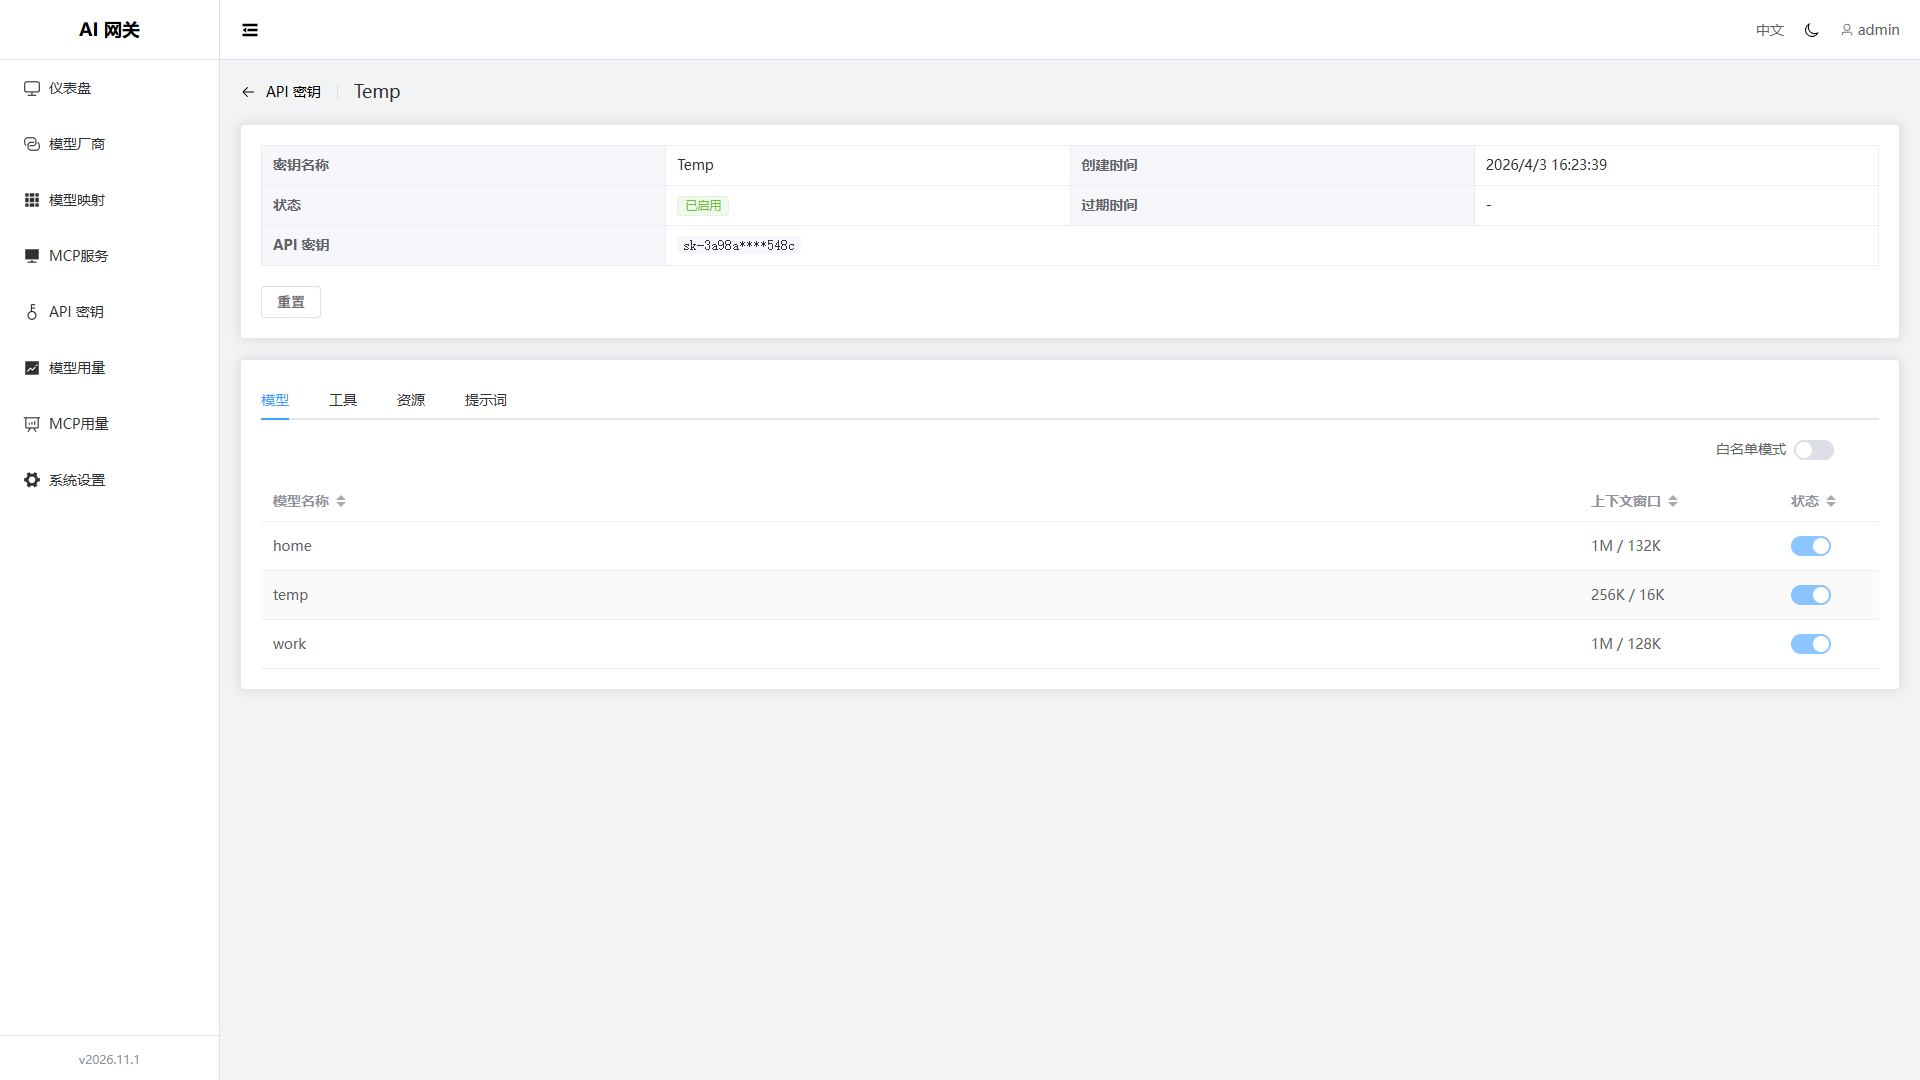 AI 网关
中文
admin
仪表盘
模型厂商
模型映射
MCP服务
API 密钥
模型用量
MCP用量
系统设置
v2026.11.1
API 密钥
Temp
密钥名称
Temp
创建时间
2026/4/3 16:23:39
状态
已启用
过期时间
-
API 密钥
sk-3a98a****548c
重置
模型
工具
资源
提示词
白名单模式
模型名称
上下文窗口
状态
home
1M / 132K
temp
256K / 16K
work
1M / 128K